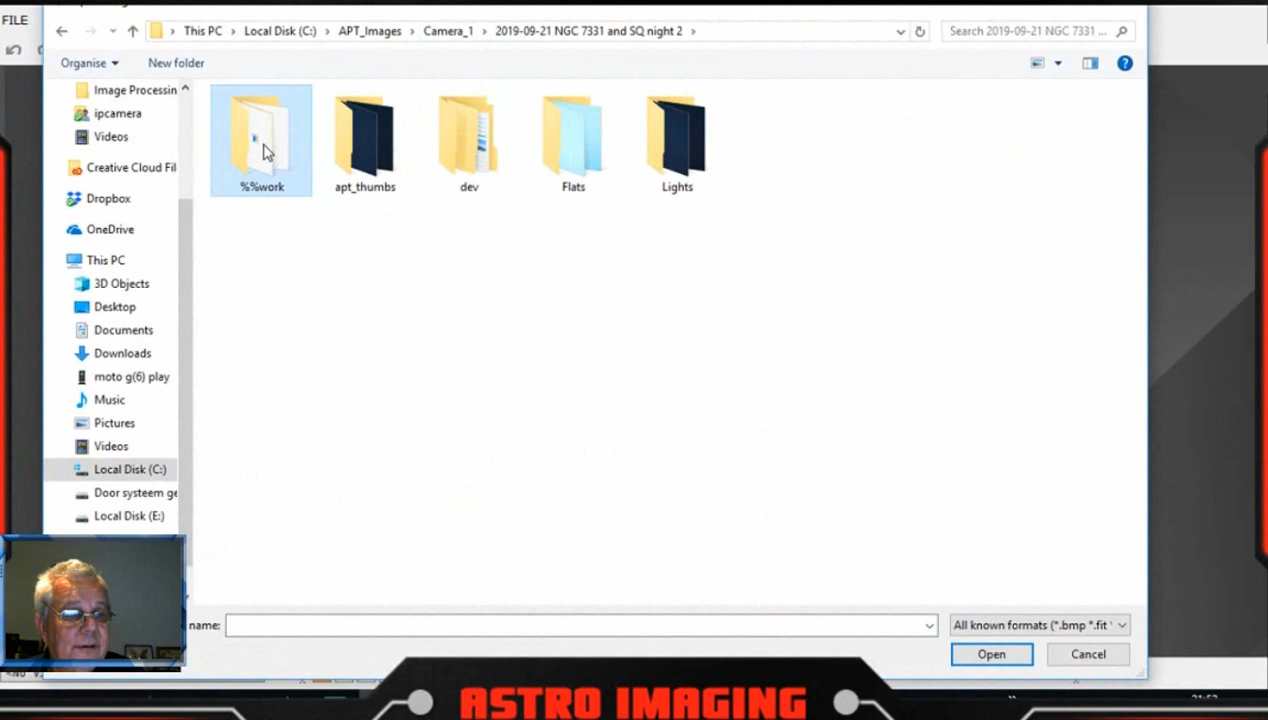 FILE
This PC > Local Disk (C:) > APT_Images > Camera_1 > 2019-09-21 NGC 7331 and SQ night 2 >
Search 2019-09-21 NGC 7331 ...
Organise
New folder
Image Processin
ipcamera
Videos
Creative Cloud Fil
Dropbox
OneDrive
This PC
3D Objects
Desktop
Documents
Downloads
moto g(6) play
Music
Pictures
Videos
Local Disk (C:)
Door systeem ge
Local Disk (E:)
%%work
apt_thumbs
dev
Flats
Lights
name:
All known formats (*.bmp *.fit
Open
Cancel
ASTRO IMAGING